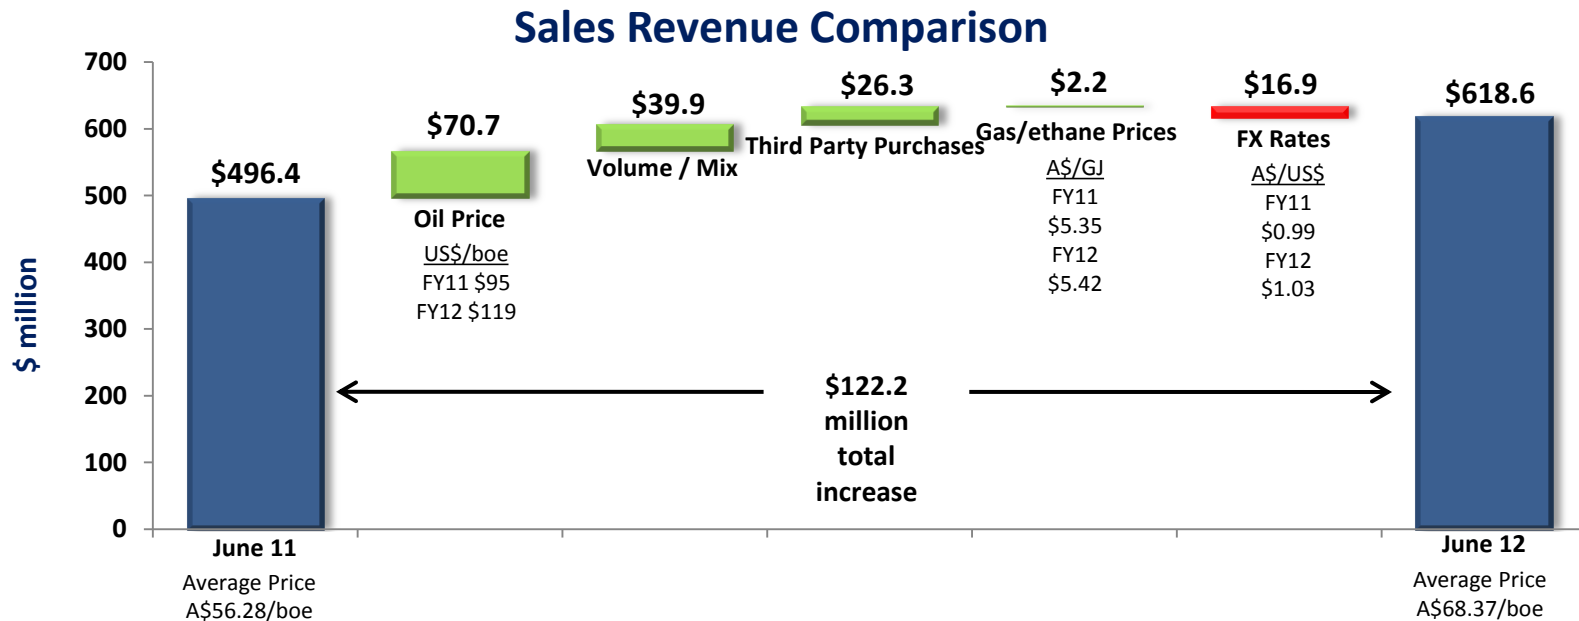 Sales Revenue Comparison
$ million
700
600
500
400
300
200
100
0
$496.4
June 11
Average Price
A$56.28/boe
$70.7
Oil Price
US$/boe
FY11 $95
FY12 $119
$39.9
Volume / Mix
$26.3
Third Party Purchases
$2.2
Gas/ethane Prices
A$/GJ
FY11
$5.35
FY12
$5.42
$16.9
FX Rates
A$/US$
FY11
$0.99
FY12
$1.03
$618.6
June 12
Average Price
A$68.37/boe
$122.2
million
total
increase